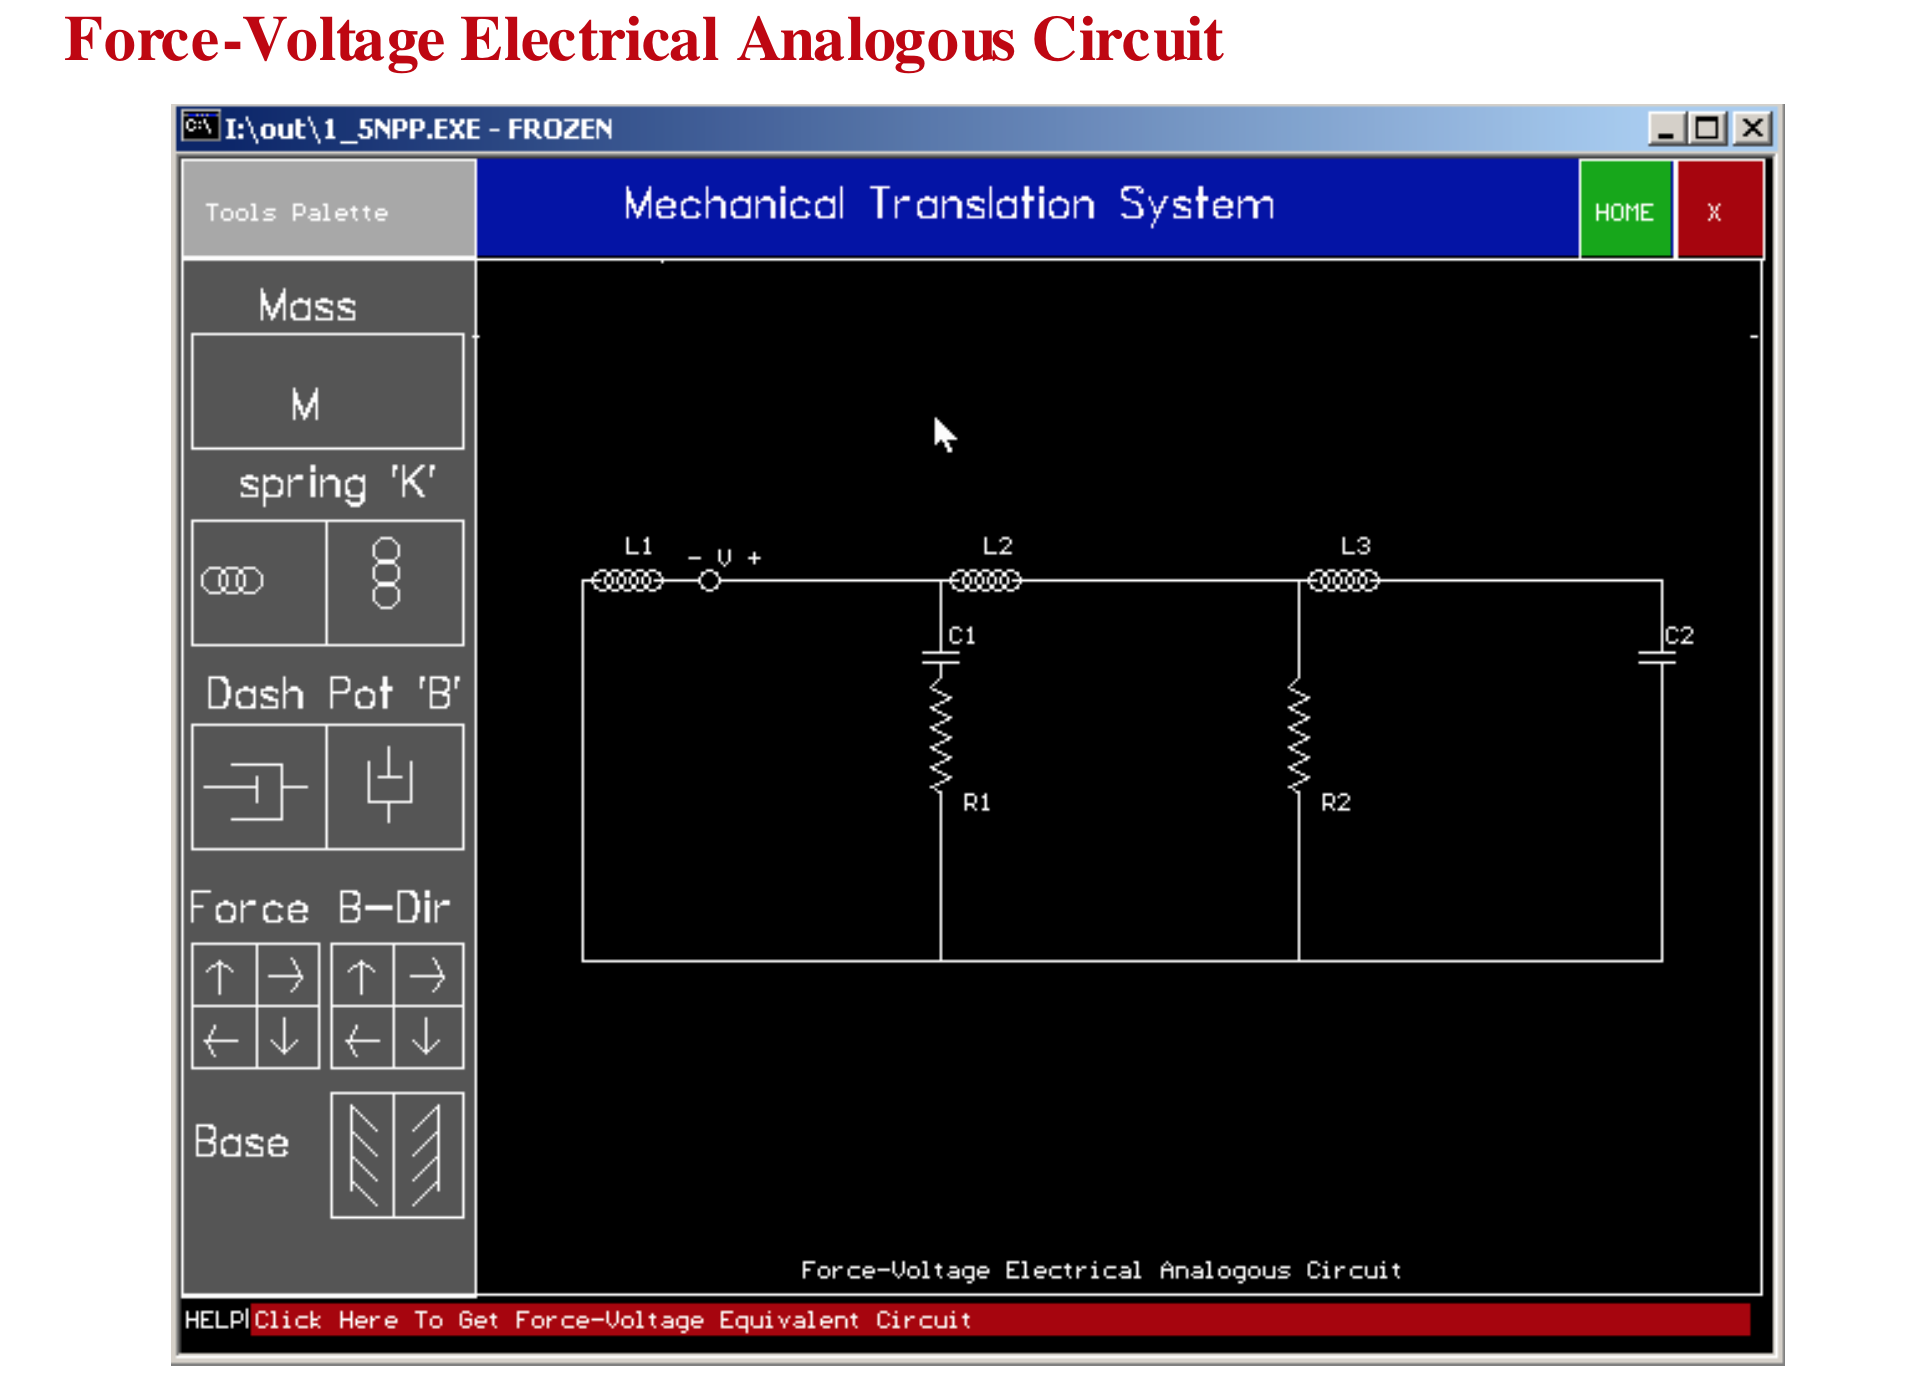 Force-Voltage Electrical Analogous Circuit
C:\ I:\out\1_5NPP.EXE - FROZEN
Tools Palette
Mechanical Translation System
HOME
X
Mass
M
spring 'K'
Dash Pot 'B'
Force B-Dir
Base
L1
- V +
L2
L3
C1
C2
R1
R2
Force-Voltage Electrical Analogous Circuit
HELP| Click Here To Get Force-Voltage Equivalent Circuit